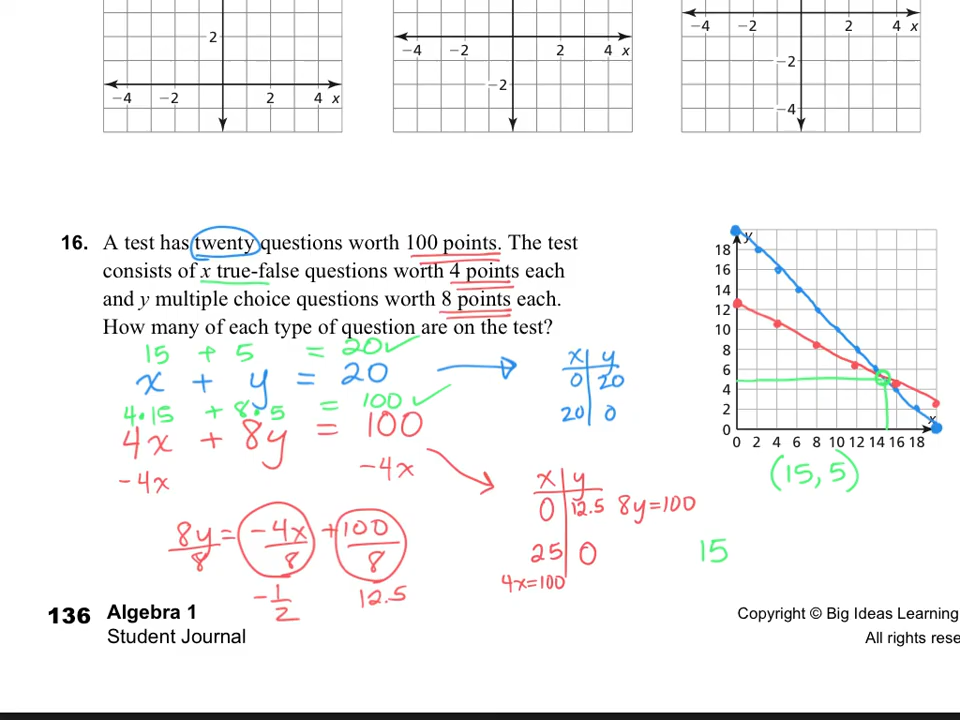 2
-4 -2 2 4 x
-4 -2 2 4 x
-2
-4 -2 2 4 x
-2
-4
16. A test has twenty questions worth 100 points. The test
consists of x true-false questions worth 4 points each
and y multiple choice questions worth 8 points each.
How many of each type of question are on the test?
15 + 5 = 20 ✓
x + y = 20
4•15 + 8•5 = 100 ✓
4x + 8y = 100
-4x -4x
8y/8 = -4x/8 + 100/8
-1/2 12.5
x y
0 20
20 0
x y
0 12.5 8y=100
25 0
4x=100
y
18
16
14
12
10
8
6
4
2
0
x
0 2 4 6 8 10 12 14 16 18
(15, 5)
15
136 Algebra 1
Student Journal
Copyright © Big Ideas Learning
All rights rese